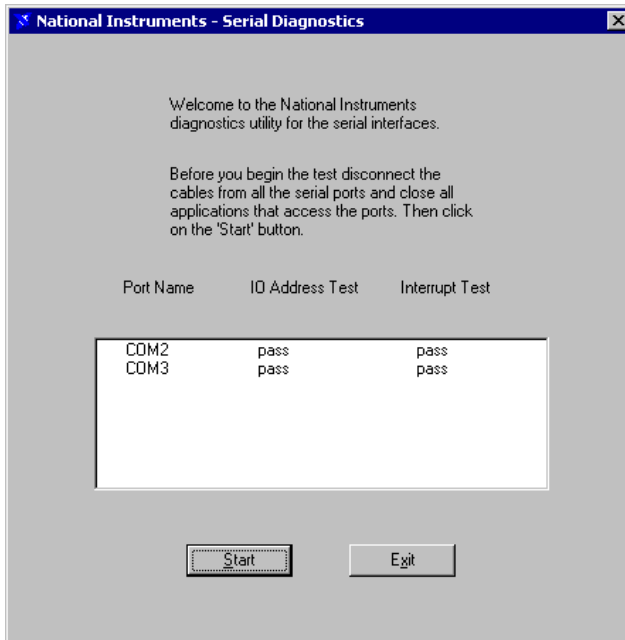 National Instruments - Serial Diagnostics
Welcome to the National Instruments
diagnostics utility for the serial interfaces.
Before you begin the test disconnect the
cables from all the serial ports and close all
applications that access the ports. Then click
on the 'Start' button.
Port Name IO Address Test Interrupt Test
COM2 pass pass
COM3 pass pass
Start Exit